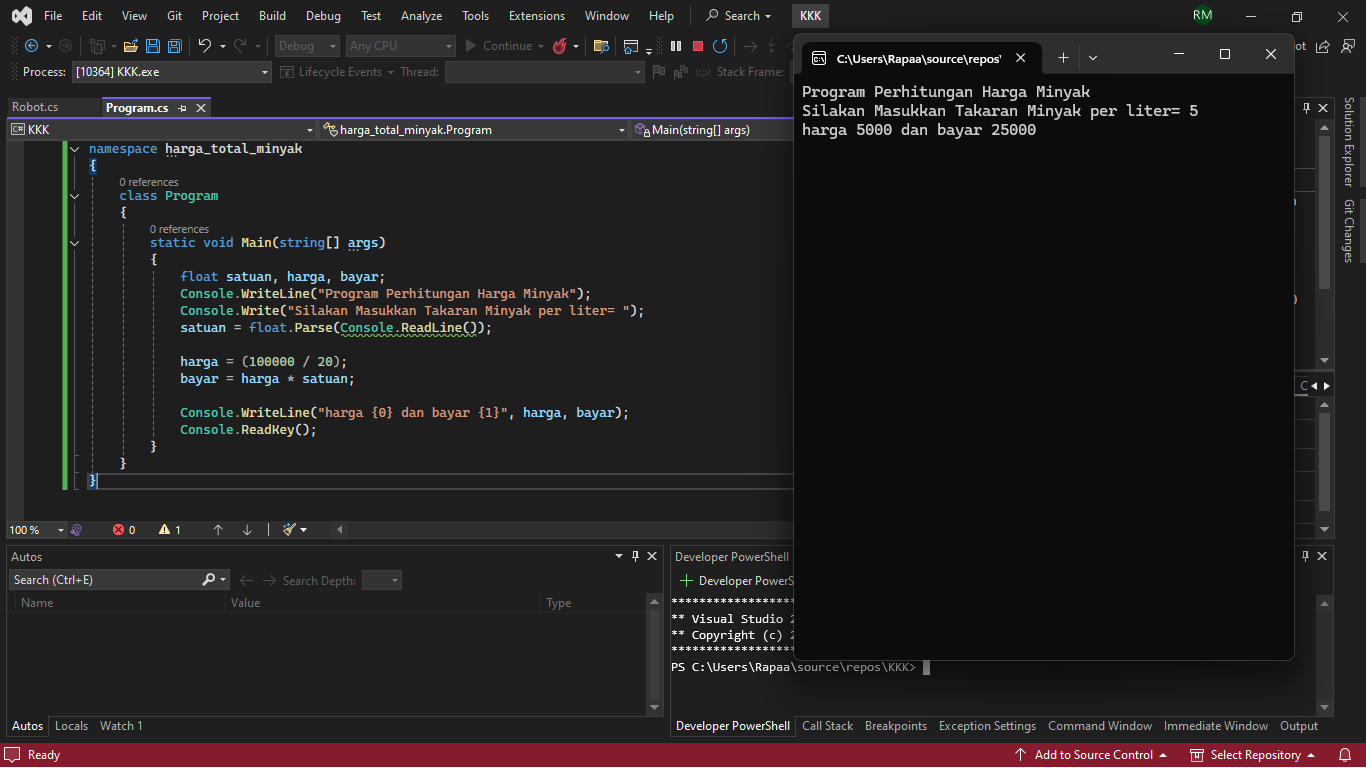 File Edit View Git Project Build Debug Test Analyze Tools Extensions Window Help Search KKK RM
Debug Any CPU Continue
Process: [10364] KKK.exe Lifecycle Events Thread: Stack Frame:
Robot.cs Program.cs
C# KKK harga_total_minyak.Program Main(string[] args)
namespace harga_total_minyak
{
0 references
class Program
{
0 references
static void Main(string[] args)
{
float satuan, harga, bayar;
Console.WriteLine("Program Perhitungan Harga Minyak");
Console.Write("Silakan Masukkan Takaran Minyak per liter= ");
satuan = float.Parse(Console.ReadLine());
harga = (100000 / 20);
bayar = harga * satuan;
Console.WriteLine("harga {0} dan bayar {1}", harga, bayar);
Console.ReadKey();
}
}
}
100 % 0 1
C:\Users\Rapaa\source\repos\
Program Perhitungan Harga Minyak
Silakan Masukkan Takaran Minyak per liter= 5
harga 5000 dan bayar 25000
Solution Explorer
Git Changes
Autos
Search (Ctrl+E) Search Depth:
Name Value Type
Autos Locals Watch 1
Developer PowerShell
+ Developer PowerS
** Visual Studio 2
** Copyright (c) 2
PS C:\Users\Rapaa\source\repos\KKK>
Developer PowerShell Call Stack Breakpoints Exception Settings Command Window Immediate Window Output
Ready Add to Source Control Select Repository